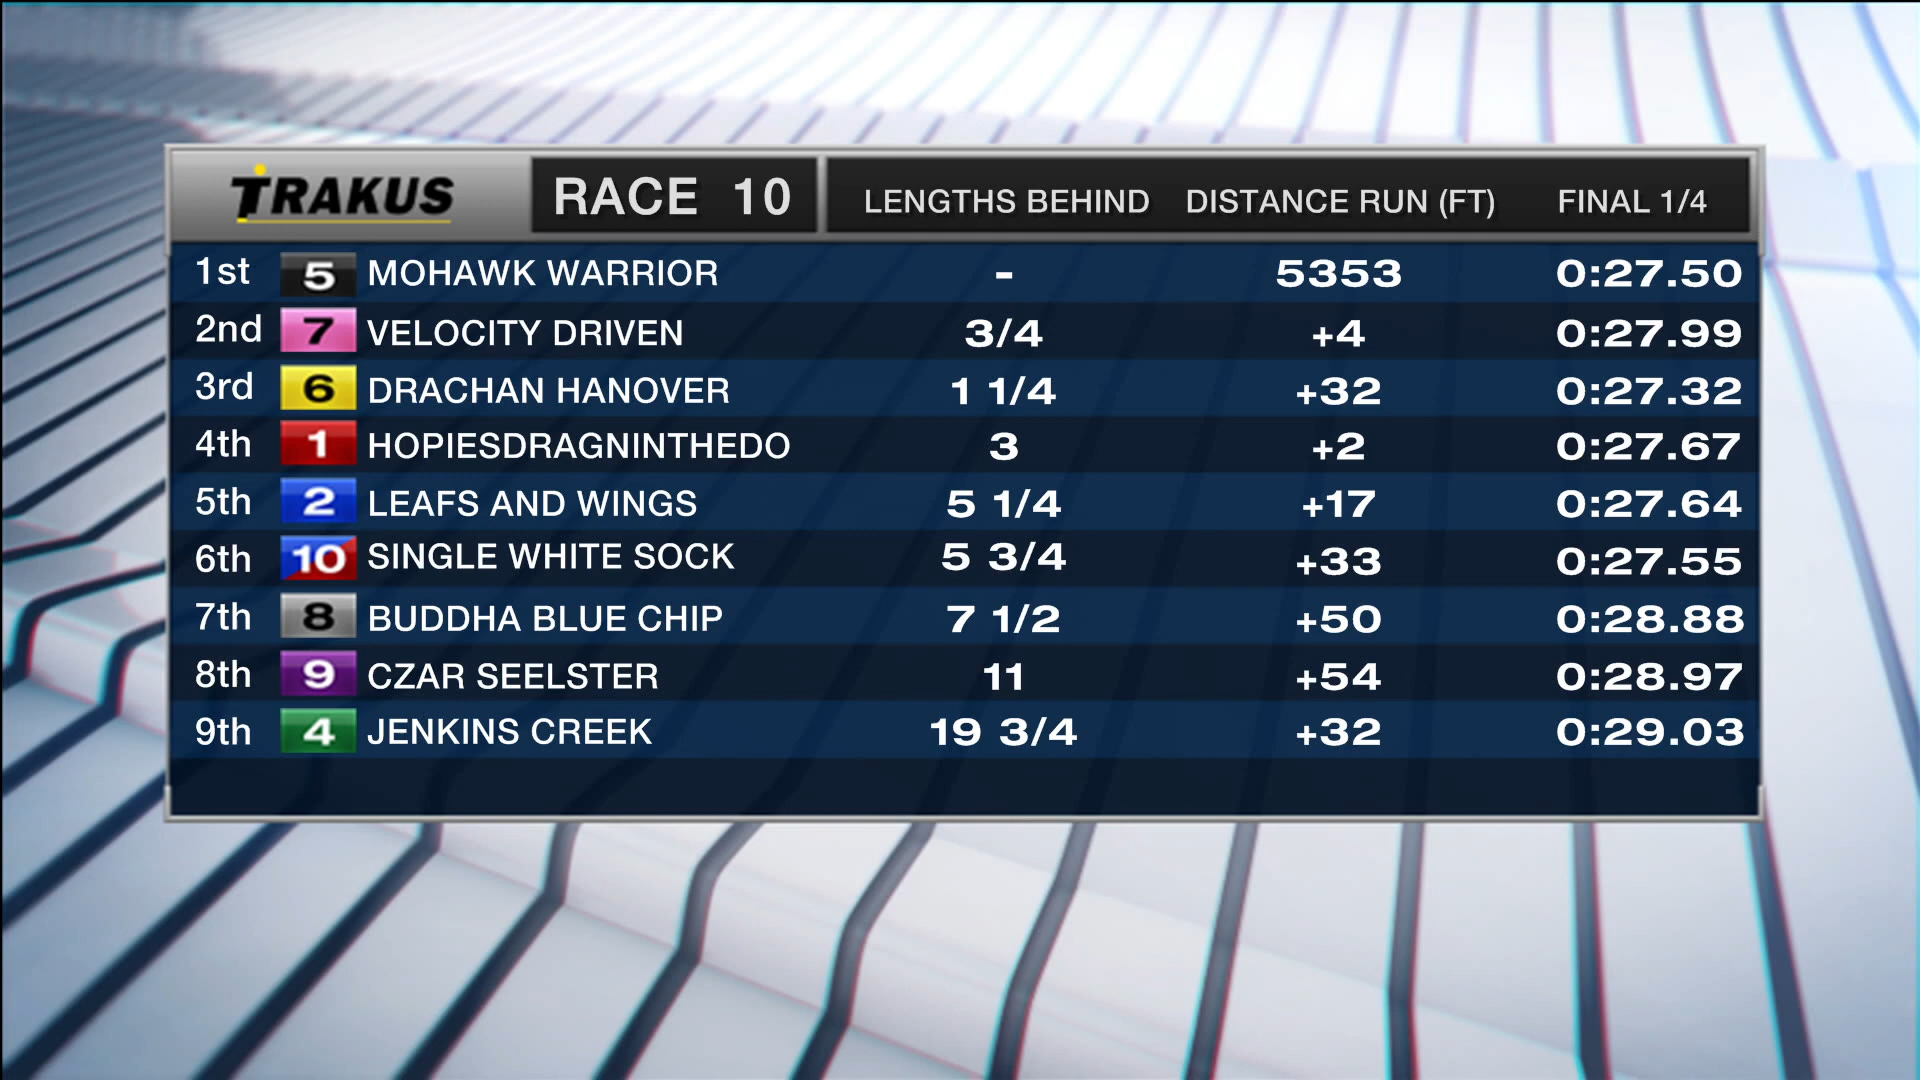 TRAKUS RACE 10 LENGTHS BEHIND DISTANCE RUN (FT) FINAL 1/4
1st 5 MOHAWK WARRIOR - 5353 0:27.50
2nd 7 VELOCITY DRIVEN 3/4 +4 0:27.99
3rd 6 DRACHAN HANOVER 1 1/4 +32 0:27.32
4th 1 HOPIESDRAGNINTHEDO 3 +2 0:27.67
5th 2 LEAFS AND WINGS 5 1/4 +17 0:27.64
6th 10 SINGLE WHITE SOCK 5 3/4 +33 0:27.55
7th 8 BUDDHA BLUE CHIP 7 1/2 +50 0:28.88
8th 9 CZAR SEELSTER 11 +54 0:28.97
9th 4 JENKINS CREEK 19 3/4 +32 0:29.03